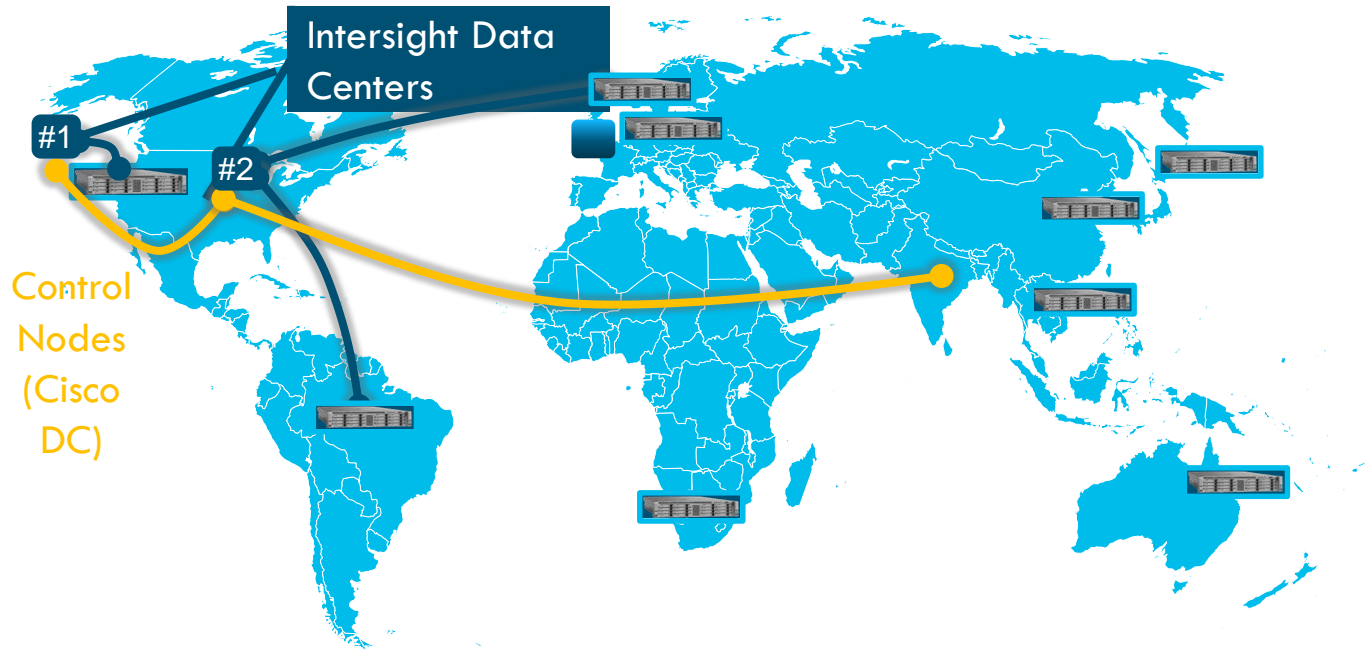 Intersight Data
Centers
#1
#2
Control
Nodes
(Cisco
DC)